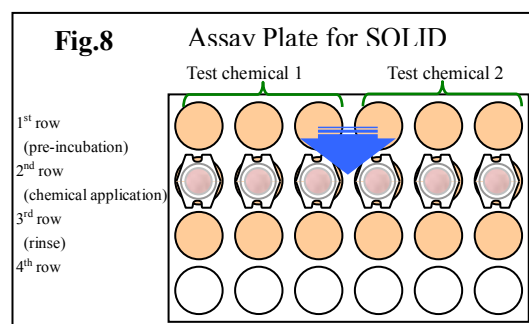 Fig.8 Assay Plate for SOLID
Test chemical 1 Test chemical 2
1st row
(pre-incubation)
2nd row
(chemical application)
3rd row
(rinse)
4th row